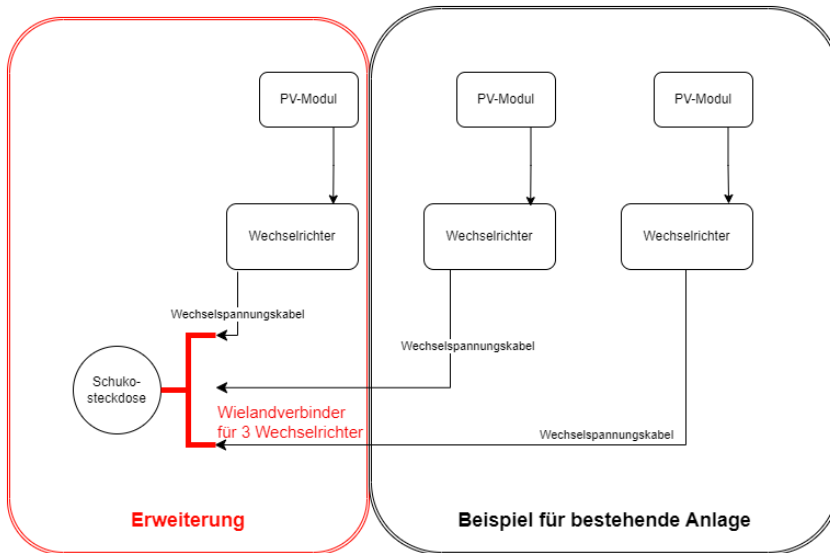 PV-Modul
PV-Modul
PV-Modul
Wechselrichter
Wechselrichter
Wechselrichter
Wechselspannungskabel
Wechselspannungskabel
Schuko-
steckdose
Wielandverbinder
für 3 Wechselrichter
Wechselspannungskabel
Erweiterung
Beispiel für bestehende Anlage